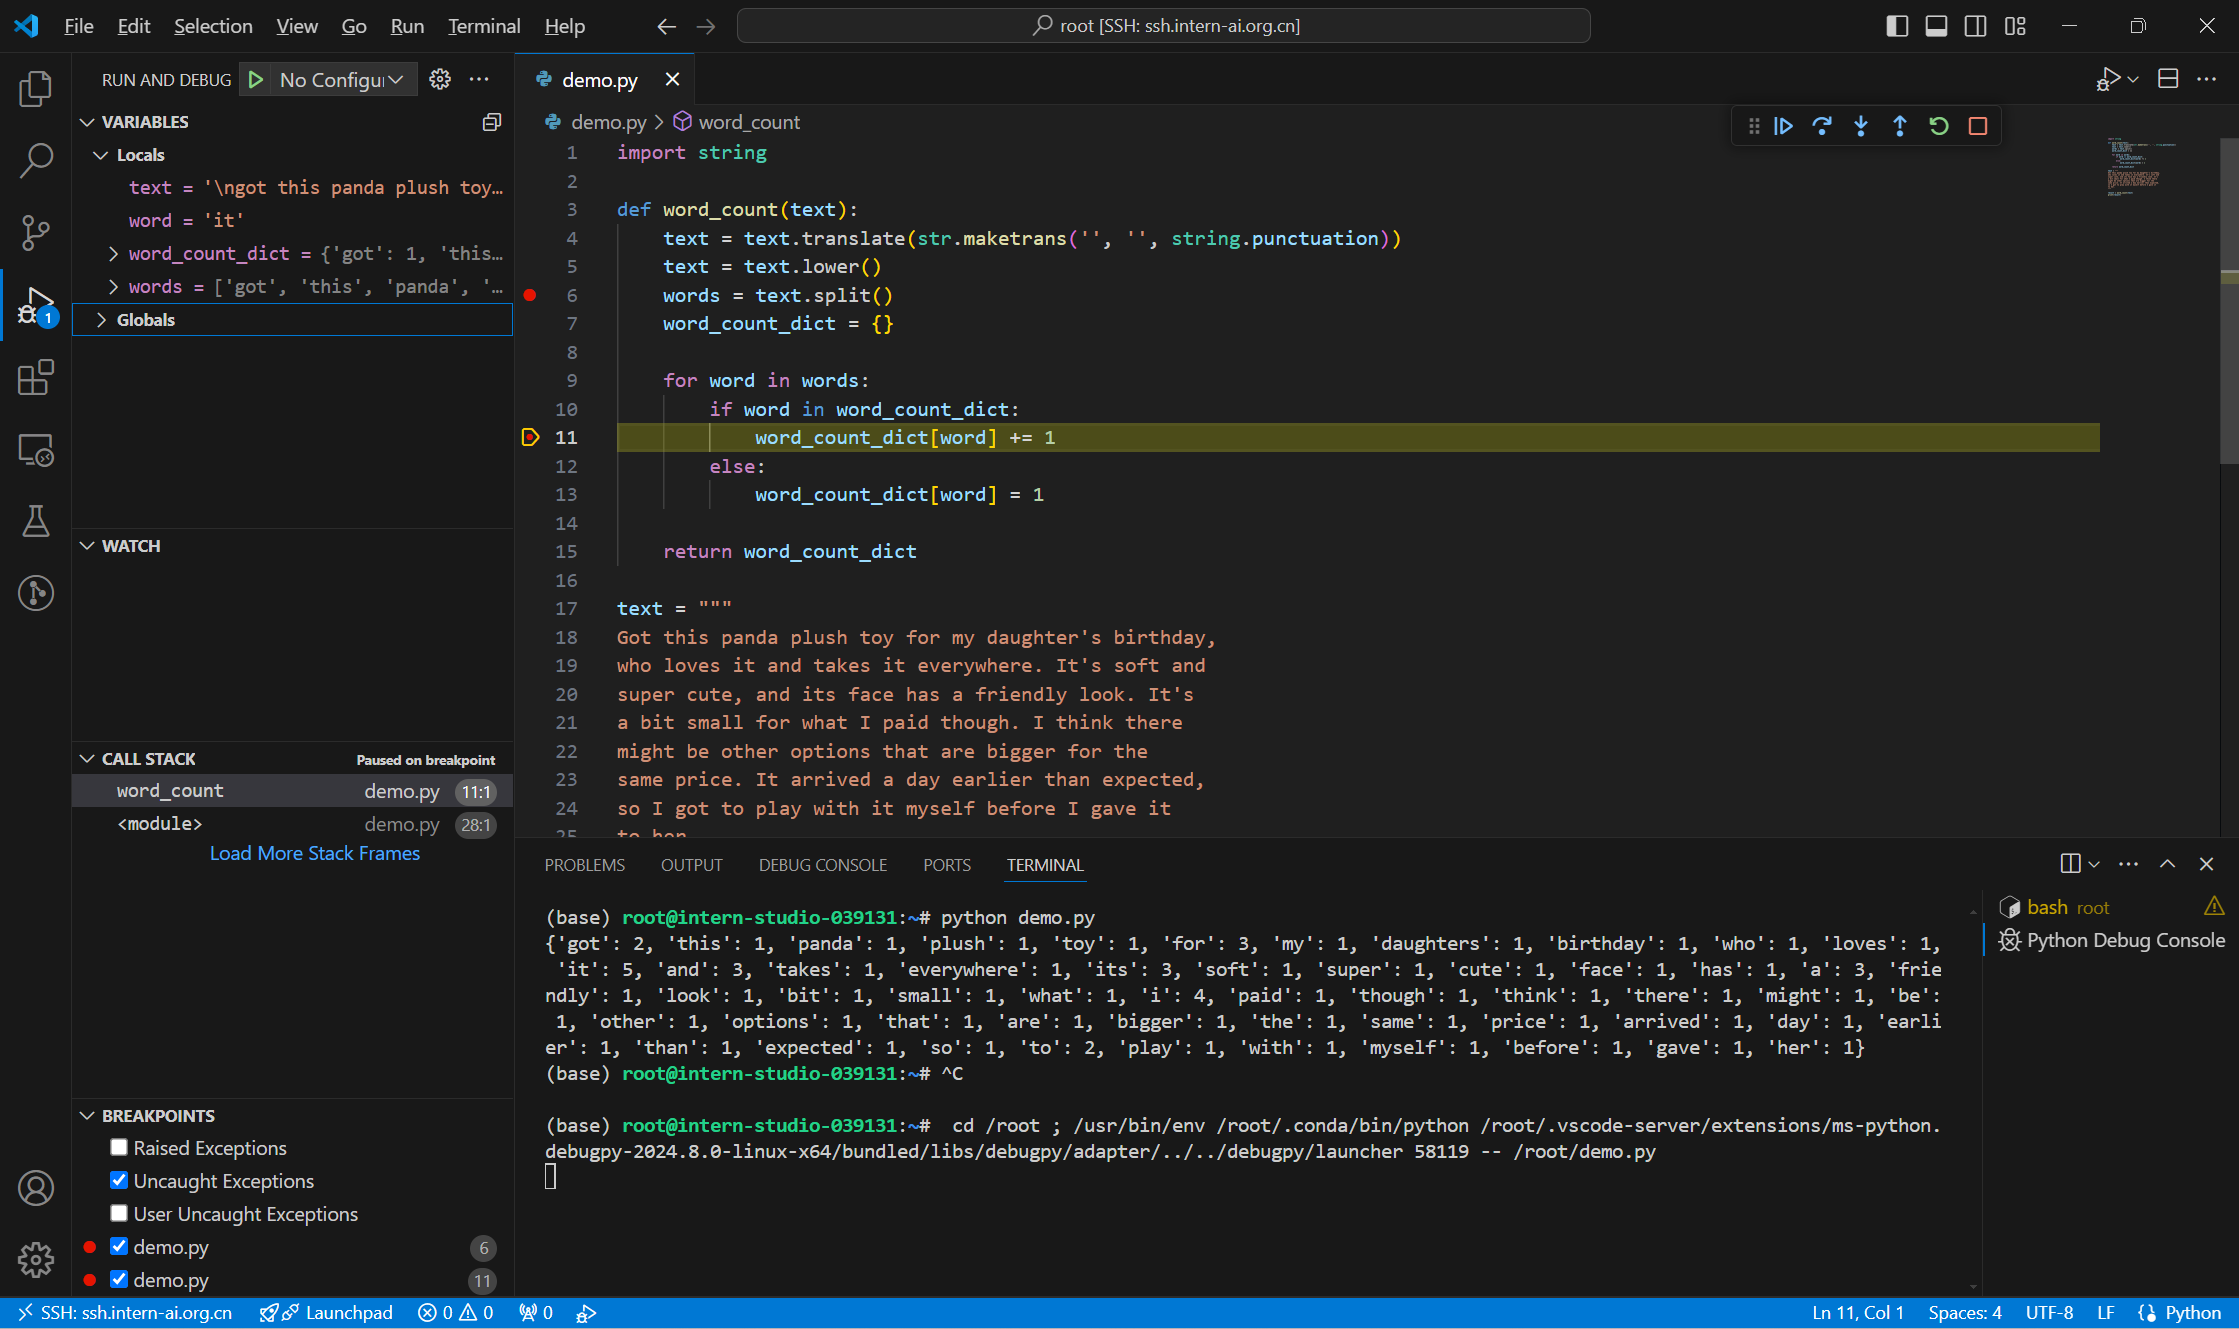 File Edit Selection View Go Run Terminal Help
root [SSH: ssh.intern-ai.org.cn]
RUN AND DEBUG No Configur
VARIABLES
Locals
text = '\ngot this panda plush toy…
word = 'it'
word_count_dict = {'got': 1, 'this…
words = ['got', 'this', 'panda', '…
Globals
1
WATCH
CALL STACK Paused on breakpoint
word_count demo.py 11:1
<module> demo.py 28:1
Load More Stack Frames
BREAKPOINTS
Raised Exceptions
Uncaught Exceptions
User Uncaught Exceptions
demo.py 6
demo.py 11
demo.py
demo.py > word_count
1 import string
2
3 def word_count(text):
4     text = text.translate(str.maketrans('', '', string.punctuation))
5     text = text.lower()
6     words = text.split()
7     word_count_dict = {}
8
9     for word in words:
10         if word in word_count_dict:
11             word_count_dict[word] += 1
12         else:
13             word_count_dict[word] = 1
14
15     return word_count_dict
16
17 text = """
18 Got this panda plush toy for my daughter's birthday,
19 who loves it and takes it everywhere. It's soft and
20 super cute, and its face has a friendly look. It's
21 a bit small for what I paid though. I think there
22 might be other options that are bigger for the
23 same price. It arrived a day earlier than expected,
24 so I got to play with it myself before I gave it
25 to her
PROBLEMS OUTPUT DEBUG CONSOLE PORTS TERMINAL
(base) root@intern-studio-039131:~# python demo.py
{'got': 2, 'this': 1, 'panda': 1, 'plush': 1, 'toy': 1, 'for': 3, 'my': 1, 'daughters': 1, 'birthday': 1, 'who': 1, 'loves': 1,
 'it': 5, 'and': 3, 'takes': 1, 'everywhere': 1, 'its': 3, 'soft': 1, 'super': 1, 'cute': 1, 'face': 1, 'has': 1, 'a': 3, 'frie
ndly': 1, 'look': 1, 'bit': 1, 'small': 1, 'what': 1, 'i': 4, 'paid': 1, 'though': 1, 'think': 1, 'there': 1, 'might': 1, 'be':
 1, 'other': 1, 'options': 1, 'that': 1, 'are': 1, 'bigger': 1, 'the': 1, 'same': 1, 'price': 1, 'arrived': 1, 'day': 1, 'earli
er': 1, 'than': 1, 'expected': 1, 'so': 1, 'to': 2, 'play': 1, 'with': 1, 'myself': 1, 'before': 1, 'gave': 1, 'her': 1}
(base) root@intern-studio-039131:~# ^C
(base) root@intern-studio-039131:~#  cd /root ; /usr/bin/env /root/.conda/bin/python /root/.vscode-server/extensions/ms-python.
debugpy-2024.8.0-linux-x64/bundled/libs/debugpy/adapter/../../debugpy/launcher 58119 -- /root/demo.py
bash root
Python Debug Console
SSH: ssh.intern-ai.org.cn Launchpad 0 0 0 Ln 11, Col 1 Spaces: 4 UTF-8 LF Python